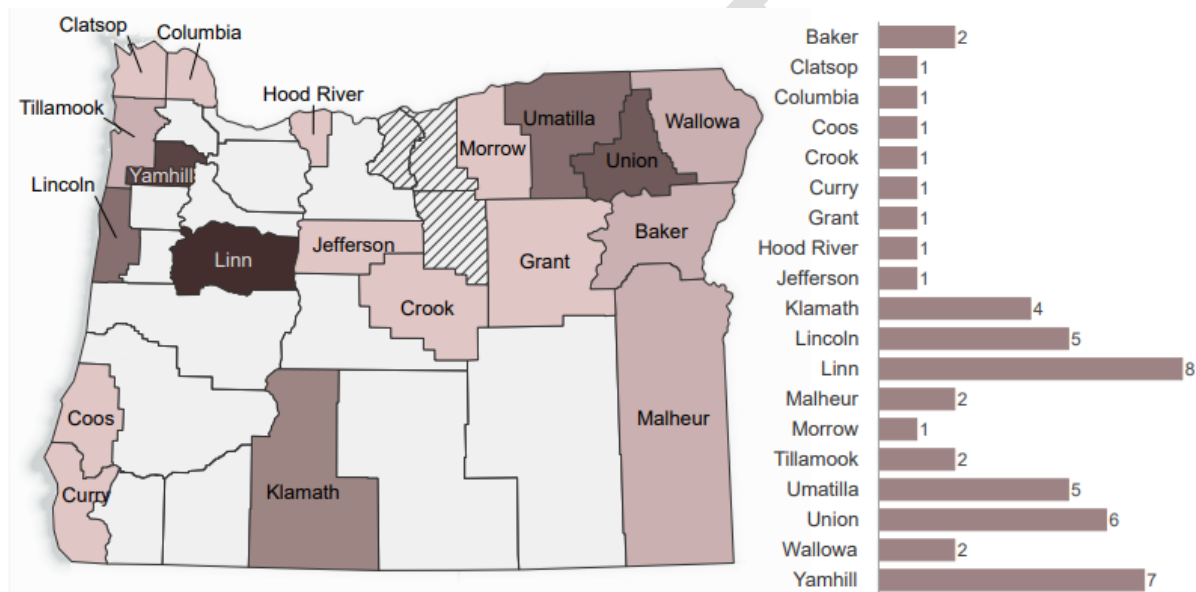 Clatsop
Columbia
Tillamook
Hood River
Umatilla
Wallowa
Morrow
Union
Yamhill
Lincoln
Baker
Jefferson
Linn
Grant
Crook
Coos
Malheur
Curry
Klamath
Baker 2
Clatsop 1
Columbia 1
Coos 1
Crook 1
Curry 1
Grant 1
Hood River 1
Jefferson 1
Klamath 4
Lincoln 5
Linn 8
Malheur 2
Morrow 1
Tillamook 2
Umatilla 5
Union 6
Wallowa 2
Yamhill 7